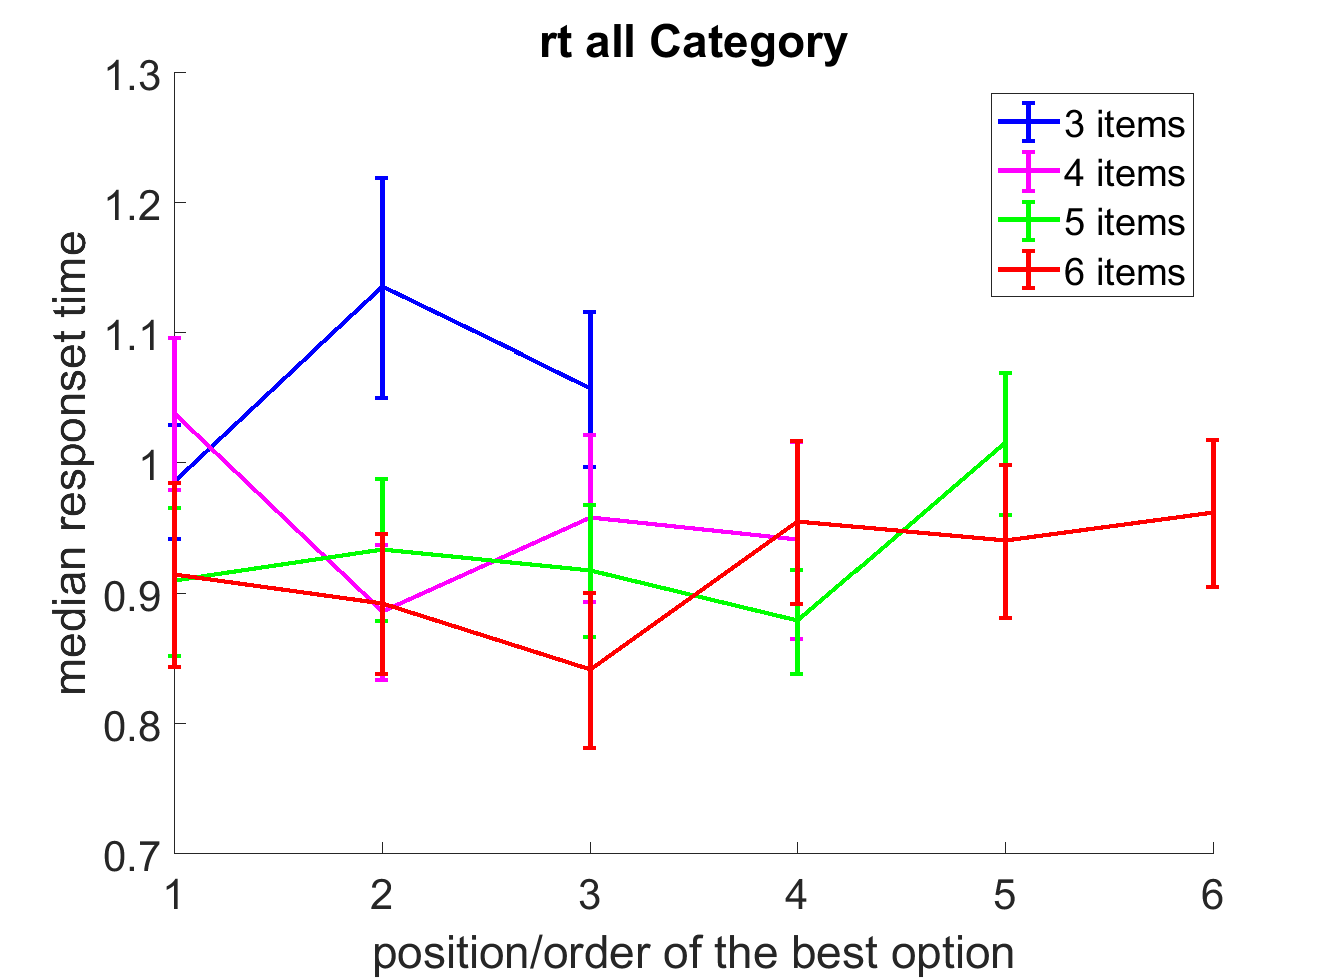 rt all Category
1.3
1.2
1.1
1
0.9
0.8
0.7
median responset time
3 items
4 items
5 items
6 items
1 2 3 4 5 6
position/order of the best option